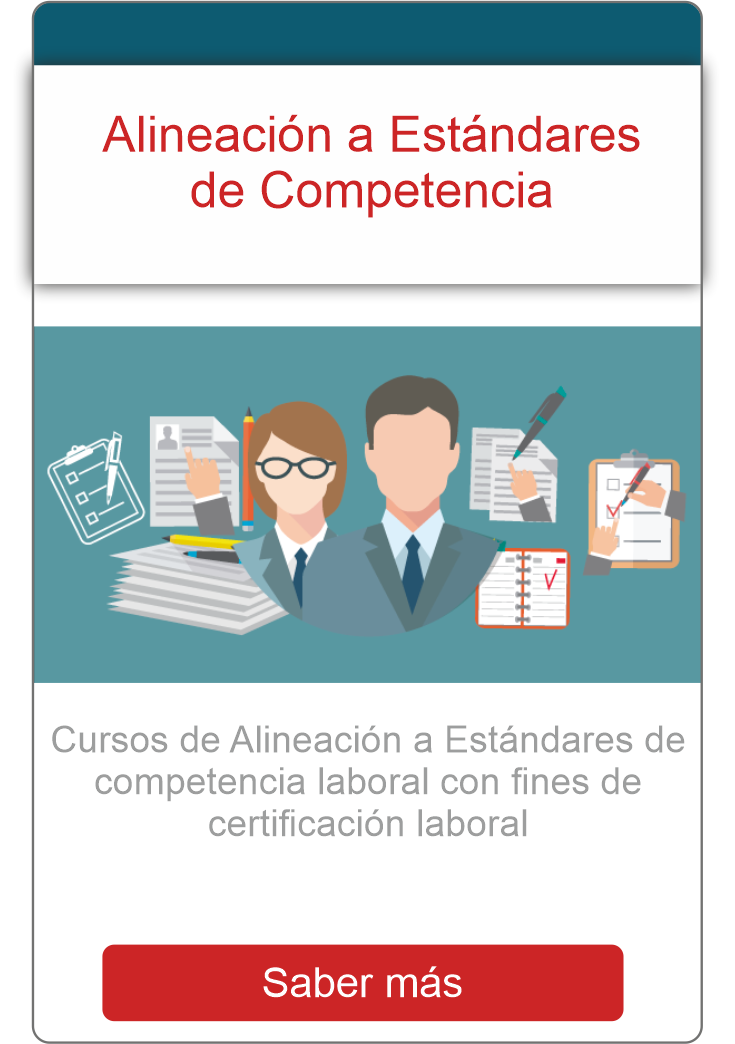 Alineación a Estándares
de Competencia
Cursos de Alineación a Estándares de
competencia laboral con fines de
certificación laboral
Saber más